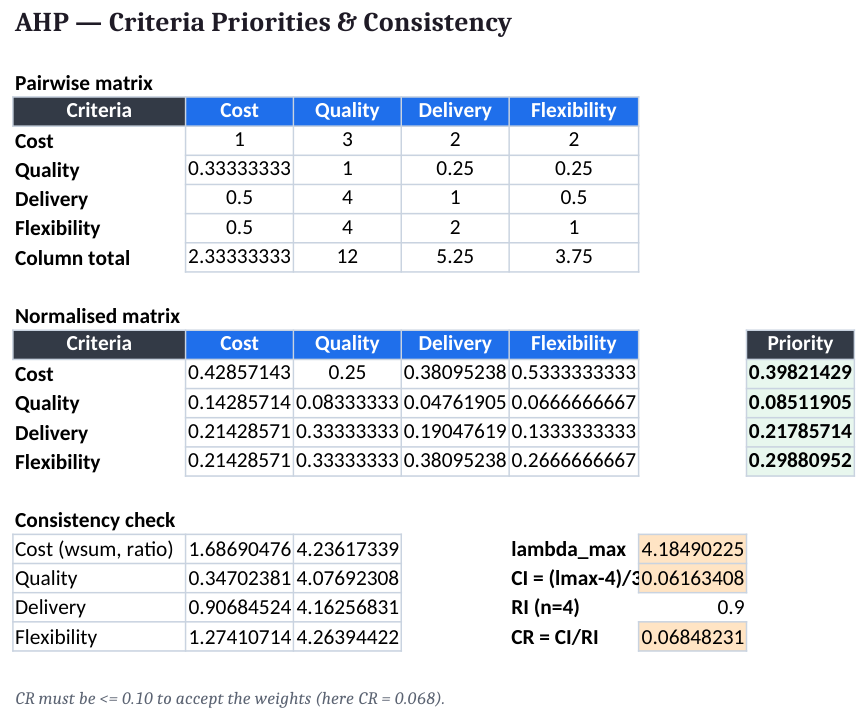 AHP — Criteria Priorities & Consistency
Pairwise matrix
Criteria Cost Quality Delivery Flexibility
Cost 1 3 2 2
Quality 0.33333333 1 0.25 0.25
Delivery 0.5 4 1 0.5
Flexibility 0.5 4 2 1
Column total 2.33333333 12 5.25 3.75
Normalised matrix
Criteria Cost Quality Delivery Flexibility Priority
Cost 0.42857143 0.25 0.38095238 0.5333333333 0.39821429
Quality 0.14285714 0.08333333 0.04761905 0.0666666667 0.08511905
Delivery 0.21428571 0.33333333 0.19047619 0.1333333333 0.21785714
Flexibility 0.21428571 0.33333333 0.38095238 0.2666666667 0.29880952
Consistency check
Cost (wsum, ratio) 1.68690476 4.23617339 lambda_max 4.18490225
Quality 0.34702381 4.07692308 CI = (lmax-4)/3 0.06163408
Delivery 0.90684524 4.16256831 RI (n=4) 0.9
Flexibility 1.27410714 4.26394422 CR = CI/RI 0.06848231
CR must be <= 0.10 to accept the weights (here CR = 0.068).